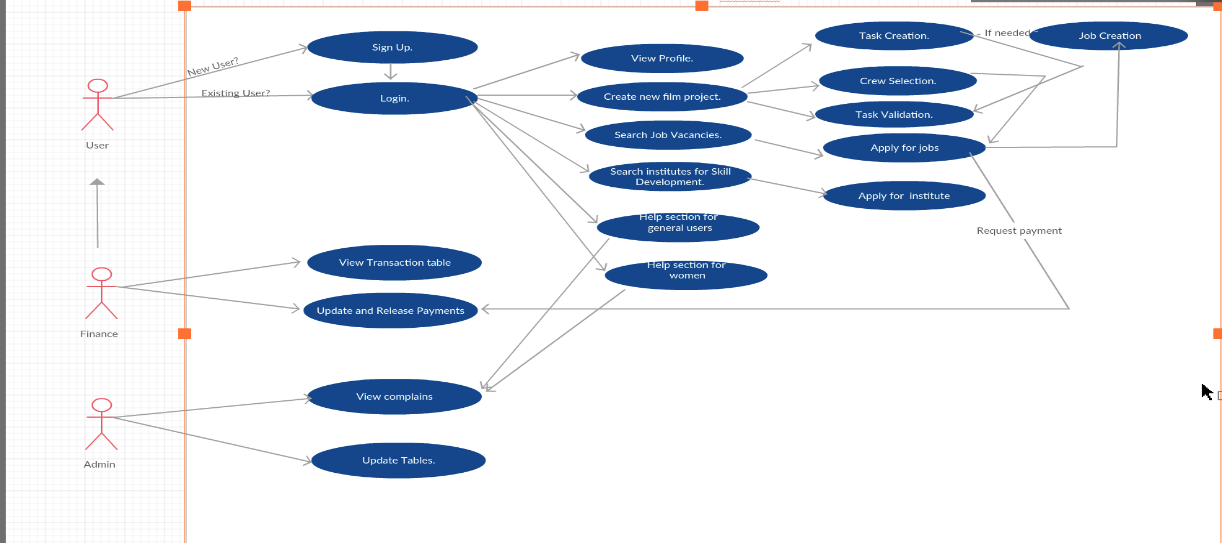 Sign Up.
New User?
Existing User?
Login.
User
View Profile.
Create new film project.
Search Job Vacancies.
Search institutes for Skill
Development.
Help section for
general users
Help section for
women
Task Creation.
If needed
Job Creation
Crew Selection.
Task Validation.
Apply for jobs
Apply for institute
Request payment
View Transaction table
Update and Release Payments
Finance
View complains
Update Tables.
Admin